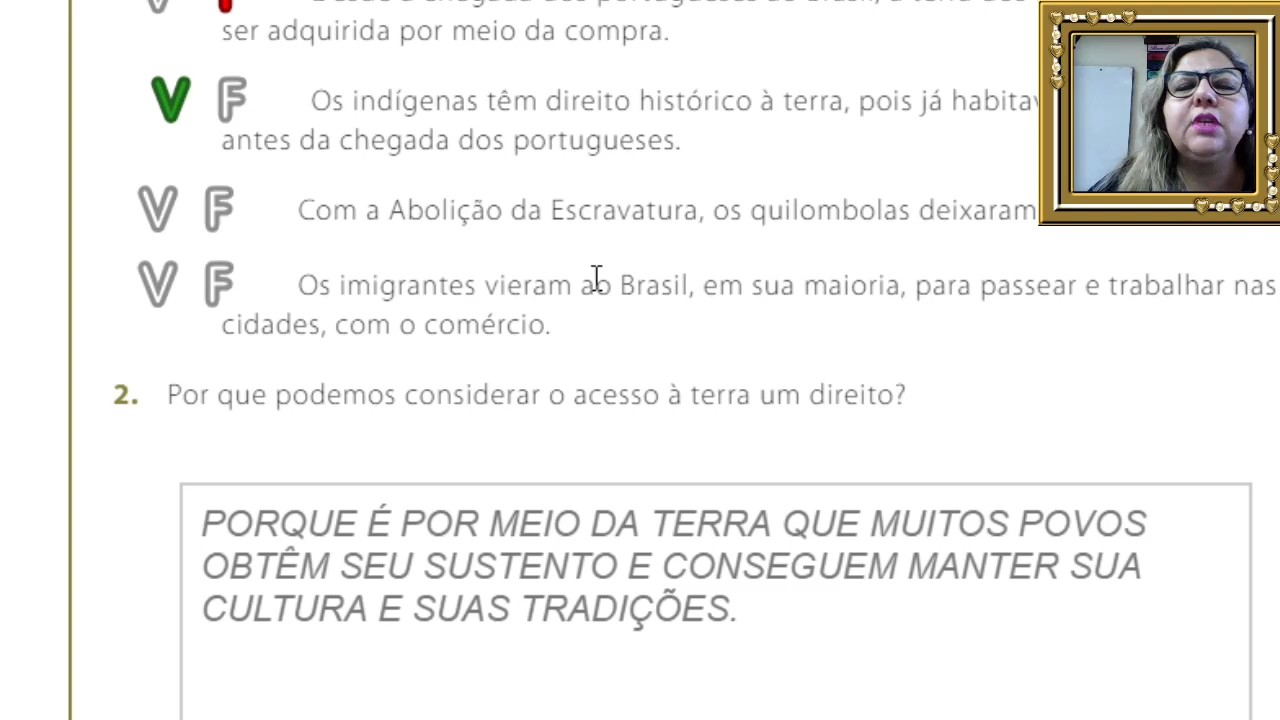 V F
ser adquirida por meio da compra.
V F Os indígenas têm direito histórico à terra, pois já
antes da chegada dos portugueses.
V F Com a Abolição da Escravatura, os quilombolas deixaram
V F Os imigrantes vieram ao Brasil, em sua maioria, para passear e trabalhar nas
cidades, com o comércio.
2. Por que podemos considerar o acesso à terra um direito?
PORQUE É POR MEIO DA TERRA QUE MUITOS POVOS
OBTÊM SEU SUSTENTO E CONSEGUEM MANTER SUA
CULTURA E SUAS TRADIÇÕES.